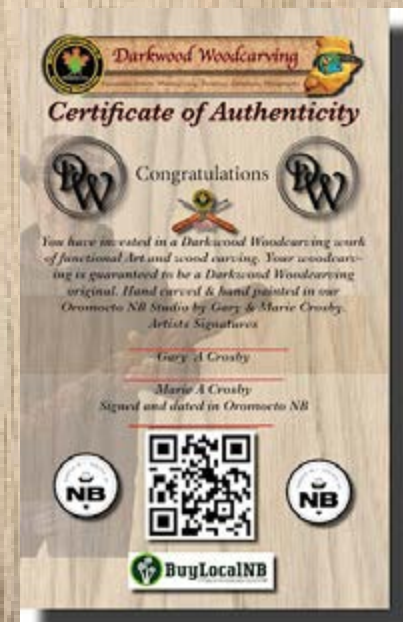 Darkwood Woodcarving
Certificate of Authenticity
DW
Congratulations
DW
You have invested in a Darkwood Woodcarving work
of functional Art and wood carving. Your woodcarv-
ing is guaranteed to be a Darkwood Woodcarving
original. Hand carved & hand painted in our
Oromocto NB Studio by Gary & Marie Crosby.
Artists Signatures
Gary A Crosby
Marie A Crosby
Signed and dated in Oromocto NB
NB
NB
BuyLocalNB